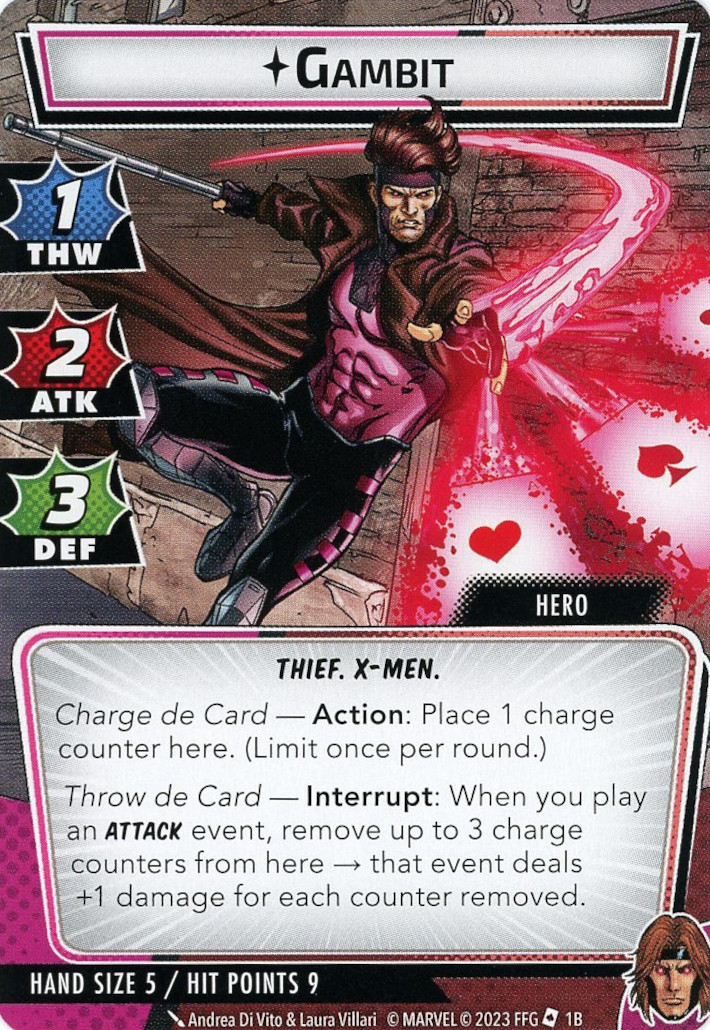 GAMBIT
1
THW
2
ATK
3
DEF
HERO
THIEF. X-MEN.
Charge de Card — Action: Place 1 charge
counter here. (Limit once per round.)
Throw de Card — Interrupt: When you play
an ATTACK event, remove up to 3 charge
counters from here → that event deals
+1 damage for each counter removed.
HAND SIZE 5 / HIT POINTS 9
Andrea Di Vito & Laura Villari © MARVEL © 2023 FFG 1B